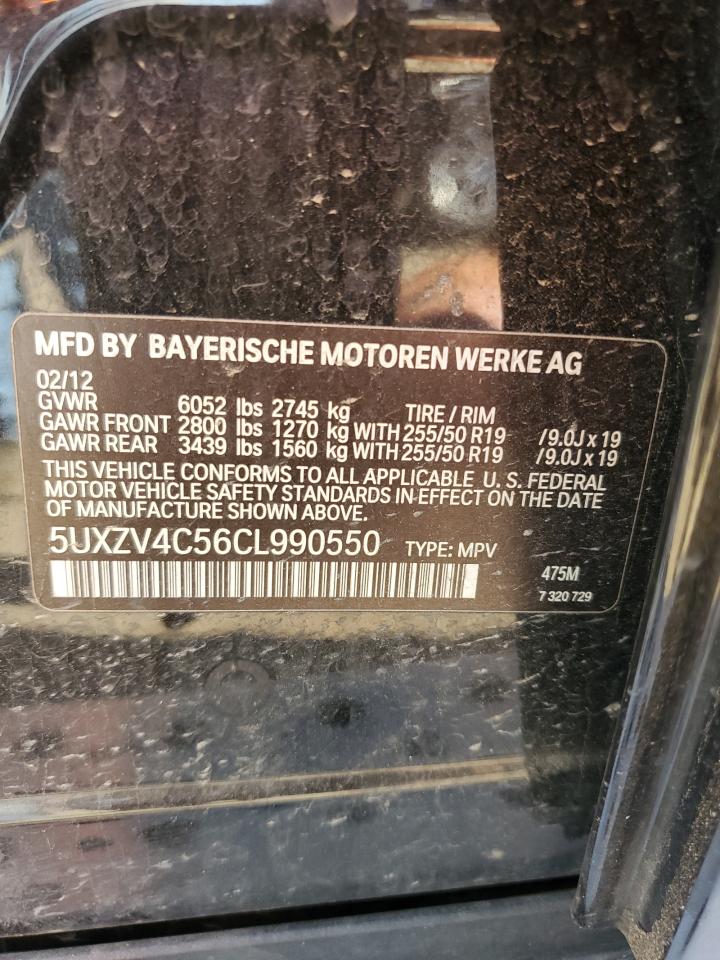 MFD BY BAYERISCHE MOTOREN WERKE AG
02/12
GVWR 6052 lbs 2745 kg TIRE / RIM
GAWR FRONT 2800 lbs 1270 kg WITH 255/50 R19 /9.0J x 19
GAWR REAR 3439 lbs 1560 kg WITH 255/50 R19 /9.0J x 19
THIS VEHICLE CONFORMS TO ALL APPLICABLE U. S. FEDERAL
MOTOR VEHICLE SAFETY STANDARDS IN EFFECT ON THE DATE
OF MANUFACTURE SHOWN ABOVE.
5UXZV4C56CL990550 TYPE: MPV
475M
7 320 729